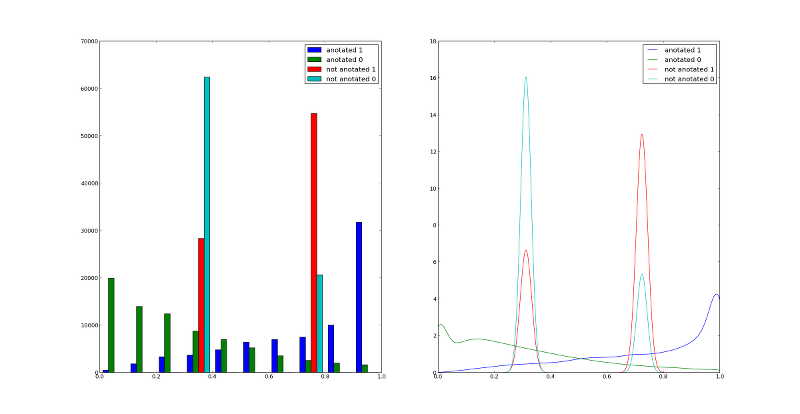 70000
60000
50000
40000
30000
20000
10000
0
0.0 0.2 0.4 0.6 0.8 1.0
anotated 1
anotated 0
not anotated 1
not anotated 0
18
16
14
12
10
8
6
4
2
0
0.0 0.2 0.4 0.6 0.8 1.0
anotated 1
anotated 0
not anotated 1
not anotated 0